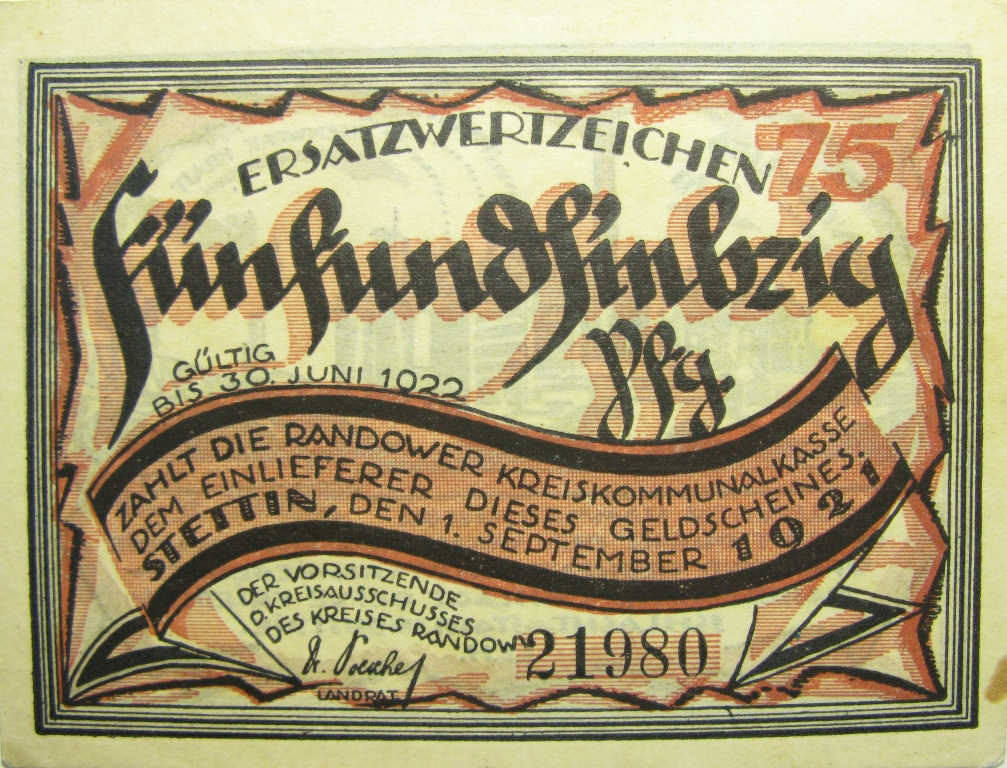 ERSATZWERTZEICHEN
75
Fünfundsiebzig
Pfg.
GÜLTIG
BIS 30. JUNI 1922
ZAHLT DIE RANDOWER KREISKOMMUNALKASSE
DEM EINLIEFERER DIESES GELDSCHEINES.
STETTIN, DEN 1. SEPTEMBER 1921
DER VORSITZENDE
D. KREISAUSSCHUSSES
DES KREISES RANDOW
21980
LANDRAT